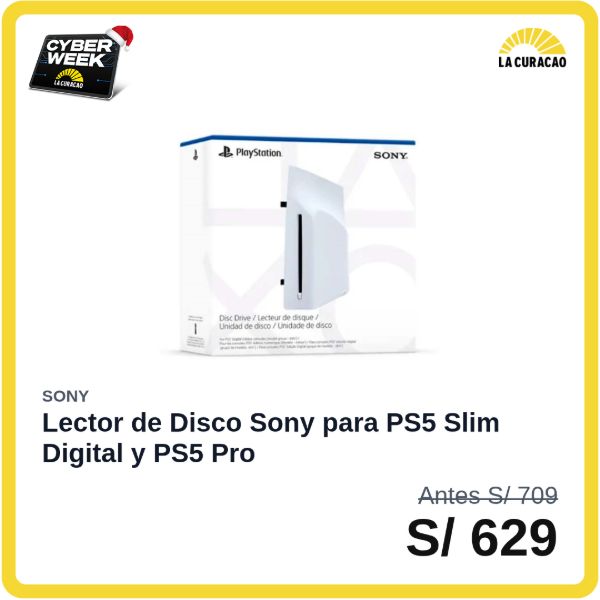 CYBER
WEEK
LA CURACAO
LA CURACAO
PlayStation
SONY
Disc Drive / Lecteur de disque /
Unidad de disco / Unidade de disco
SONY
Lector de Disco Sony para PS5 Slim
Digital y PS5 Pro
Antes S/ 709
S/ 629